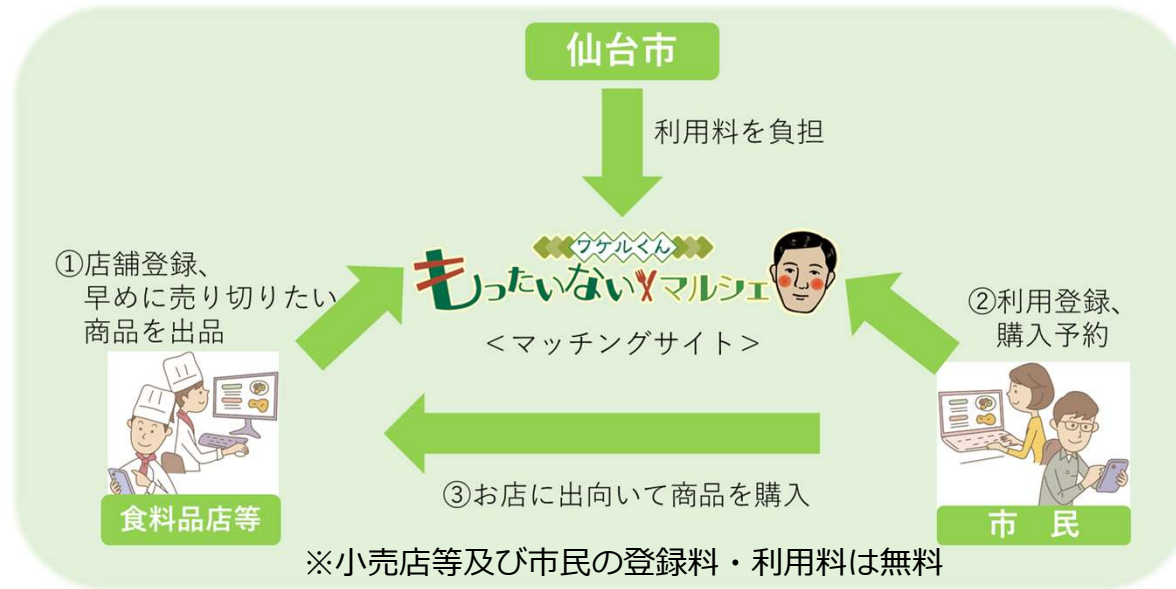 仙台市
利用料を負担
ワケルくん
もったいないマルシェ
＜マッチングサイト＞
①店舗登録、
早めに売り切りたい
商品を出品
②利用登録、
購入予約
③お店に出向いて商品を購入
食料品店等
市 民
※小売店等及び市民の登録料・利用料は無料